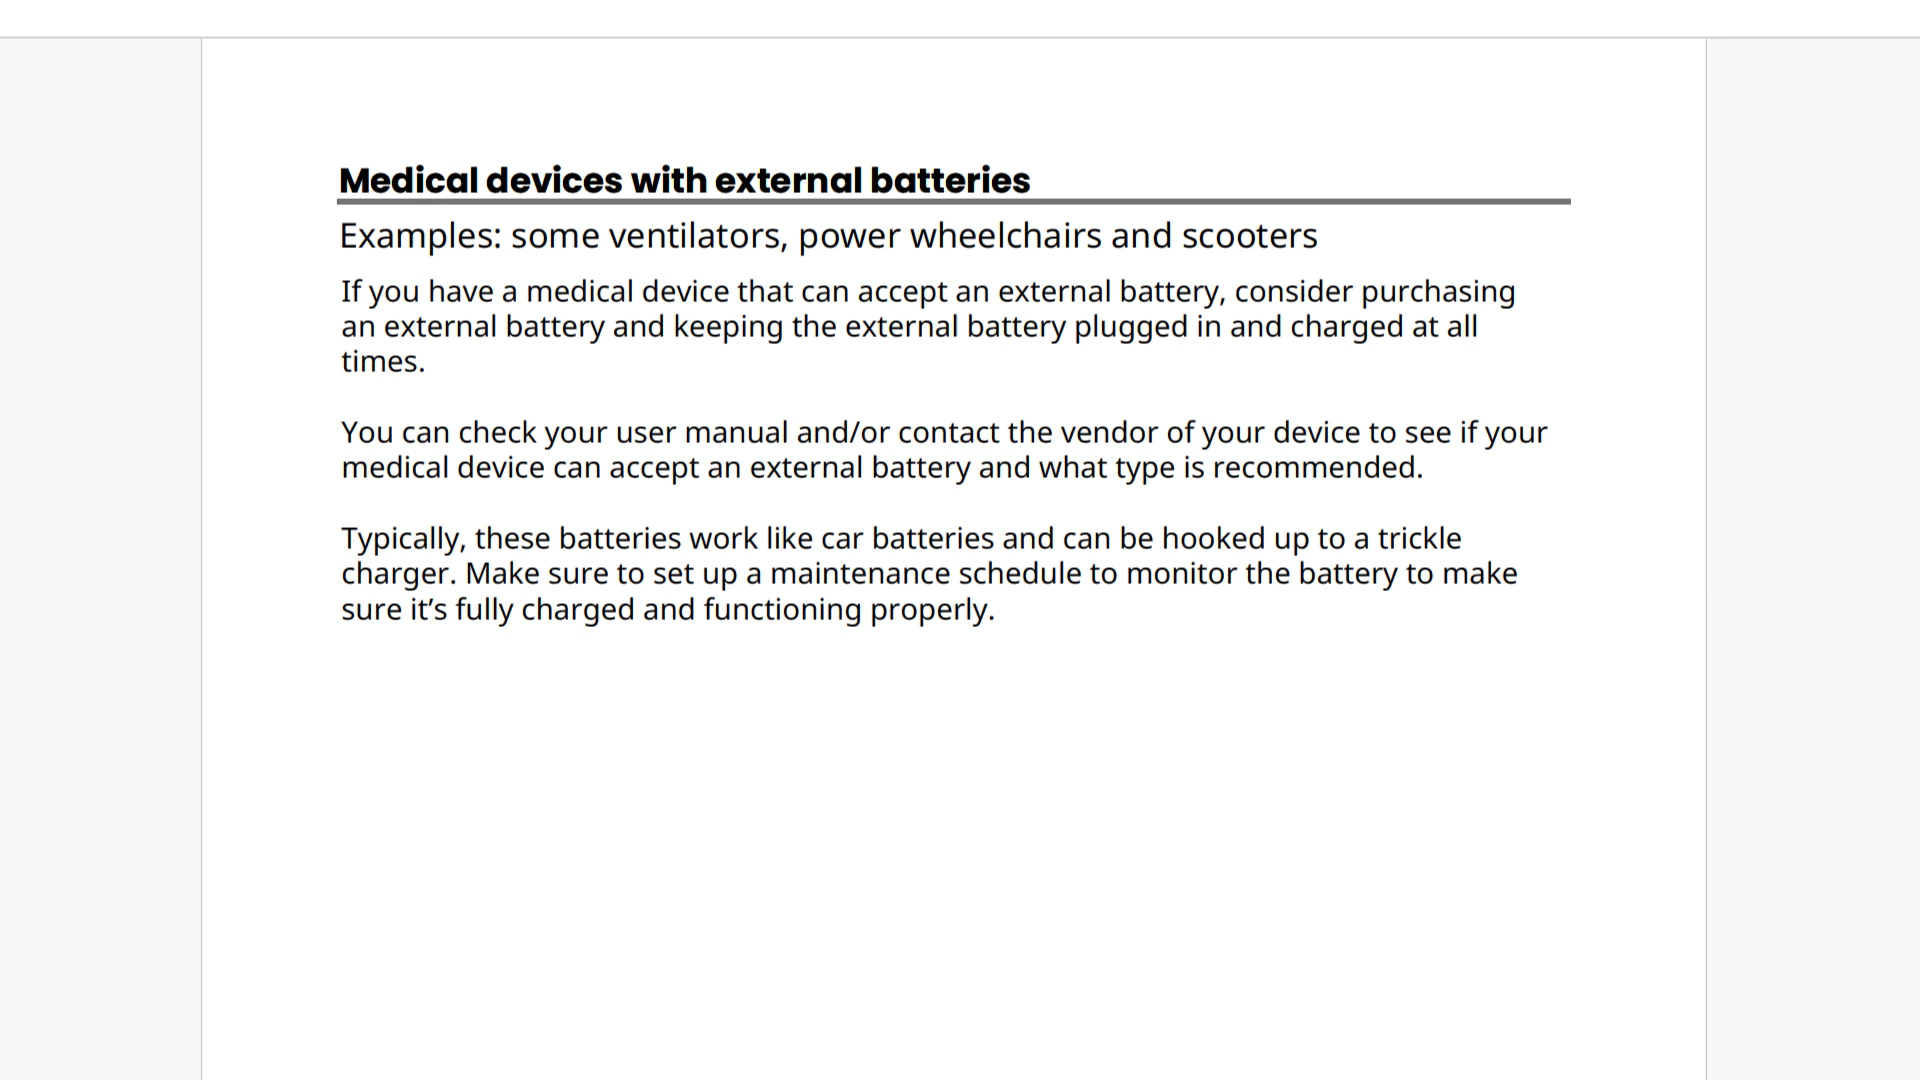 Medical devices with external batteries
Examples: some ventilators, power wheelchairs and scooters
If you have a medical device that can accept an external battery, consider purchasing
an external battery and keeping the external battery plugged in and charged at all
times.
You can check your user manual and/or contact the vendor of your device to see if your
medical device can accept an external battery and what type is recommended.
Typically, these batteries work like car batteries and can be hooked up to a trickle
charger. Make sure to set up a maintenance schedule to monitor the battery to make
sure it’s fully charged and functioning properly.